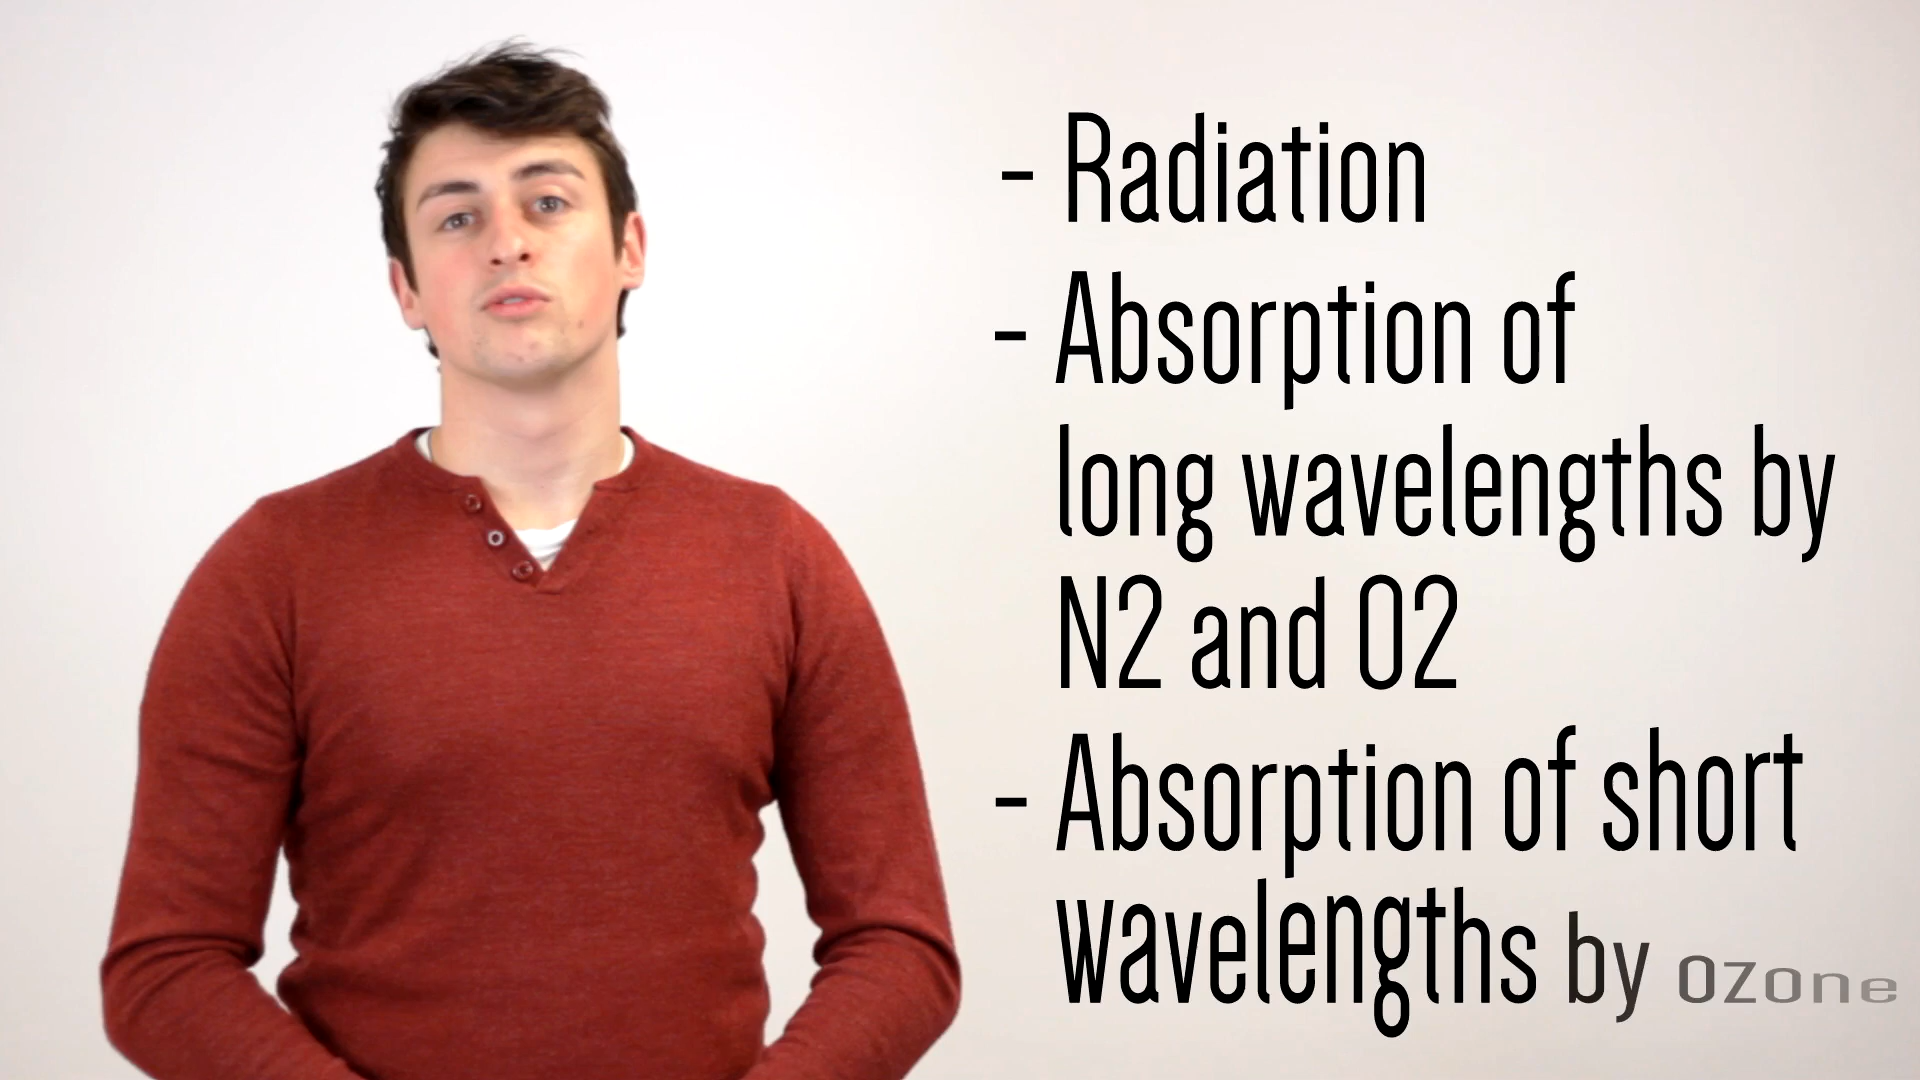 - Radiation
- Absorption of
long wavelengths by
N2 and O2
- Absorption of short
wavelengths by ozone